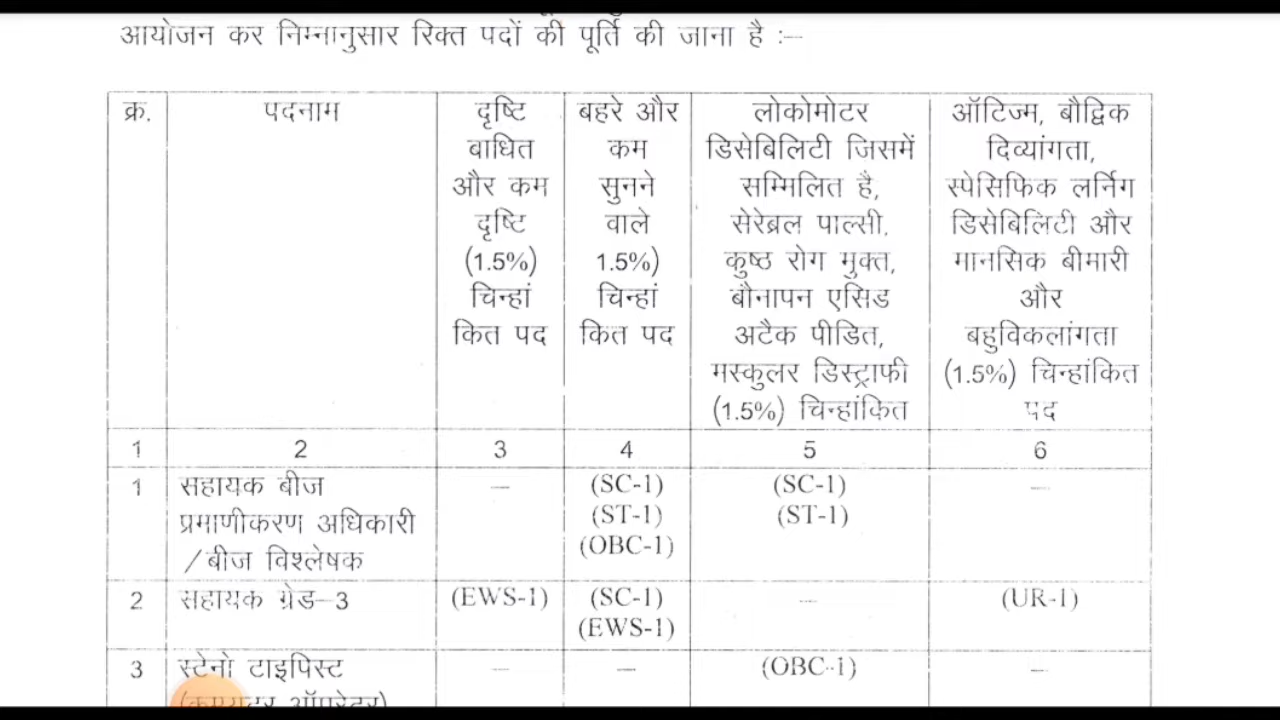 आयोजन कर निम्नानुसार रिक्त पदों की पूर्ति की जाना है :–
क्र.
पदनाम
दृष्टि
बाधित
और कम
दृष्टि
(1.5%)
चिन्हां
कित पद
बहरे और
कम
सुनने
वाले
1.5%)
चिन्हां
कित पद
लोकोमोटर
डिसेबिलिटी जिसमें
सम्मिलित है,
सेरेब्रल पाल्सी,
कुष्ठ रोग मुक्त,
बौनापन एसिड
अटैक पीडित,
मस्कुलर डिस्ट्राफी
(1.5%) चिन्हांकित
ऑटिज्म, बौद्विक
दिव्यांगता,
स्पेसिफिक लर्निग
डिसेबिलिटी और
मानसिक बीमारी
और
बहुविकलांगता
(1.5%) चिन्हांकित
पद
1 2 3 4 5 6
1
सहायक बीज
प्रमाणीकरण अधिकारी
/बीज विश्लेषक
—
(SC-1)
(ST-1)
(OBC-1)
(SC-1)
(ST-1)
—
2
सहायक ग्रेड–3
(EWS-1)
(SC-1)
(EWS-1)
—
(UR-1)
3
स्टेनो टाइपिस्ट
—
—
(OBC-1)
—